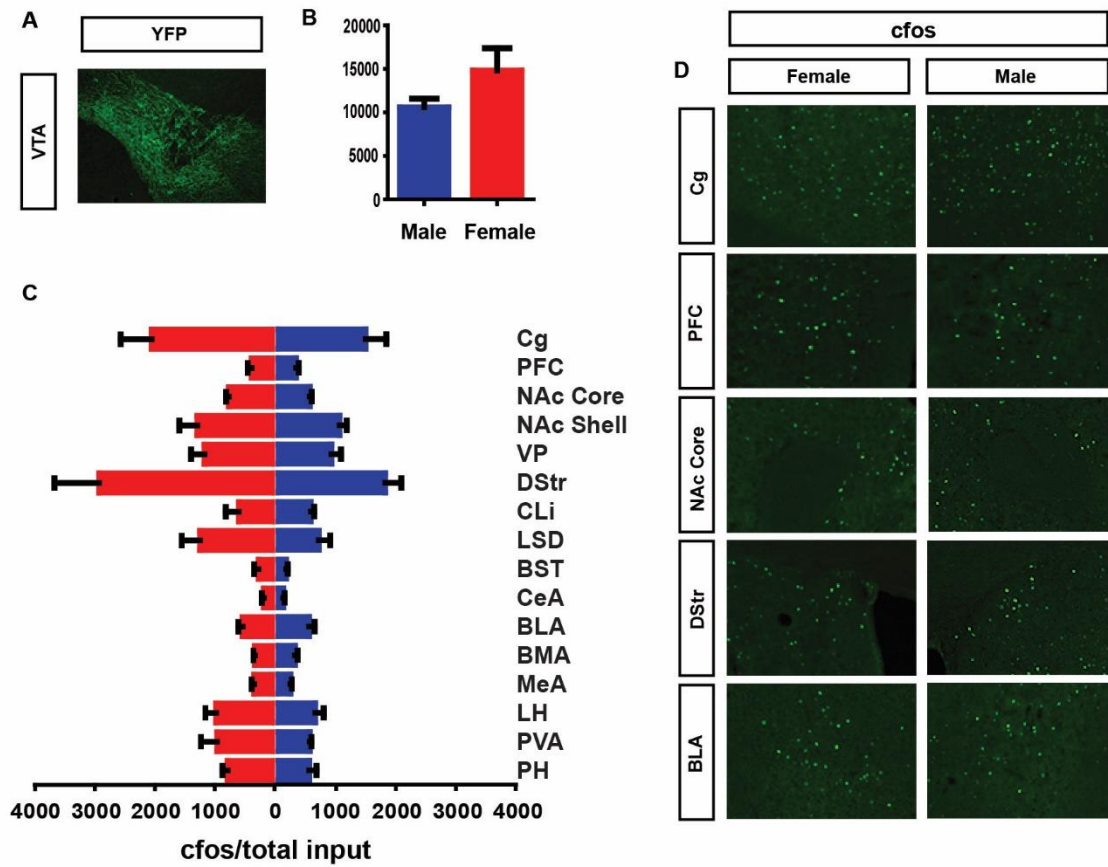 A
YFP
VTA
B
20000
15000
10000
5000
0
Male Female
C
Cg
PFC
NAc Core
NAc Shell
VP
DStr
CLi
LSD
BST
CeA
BLA
BMA
MeA
LH
PVA
PH
4000 3000 2000 1000 0 1000 2000 3000 4000
cfos/total input
cfos
D
Female Male
Cg
PFC
NAc Core
DStr
BLA